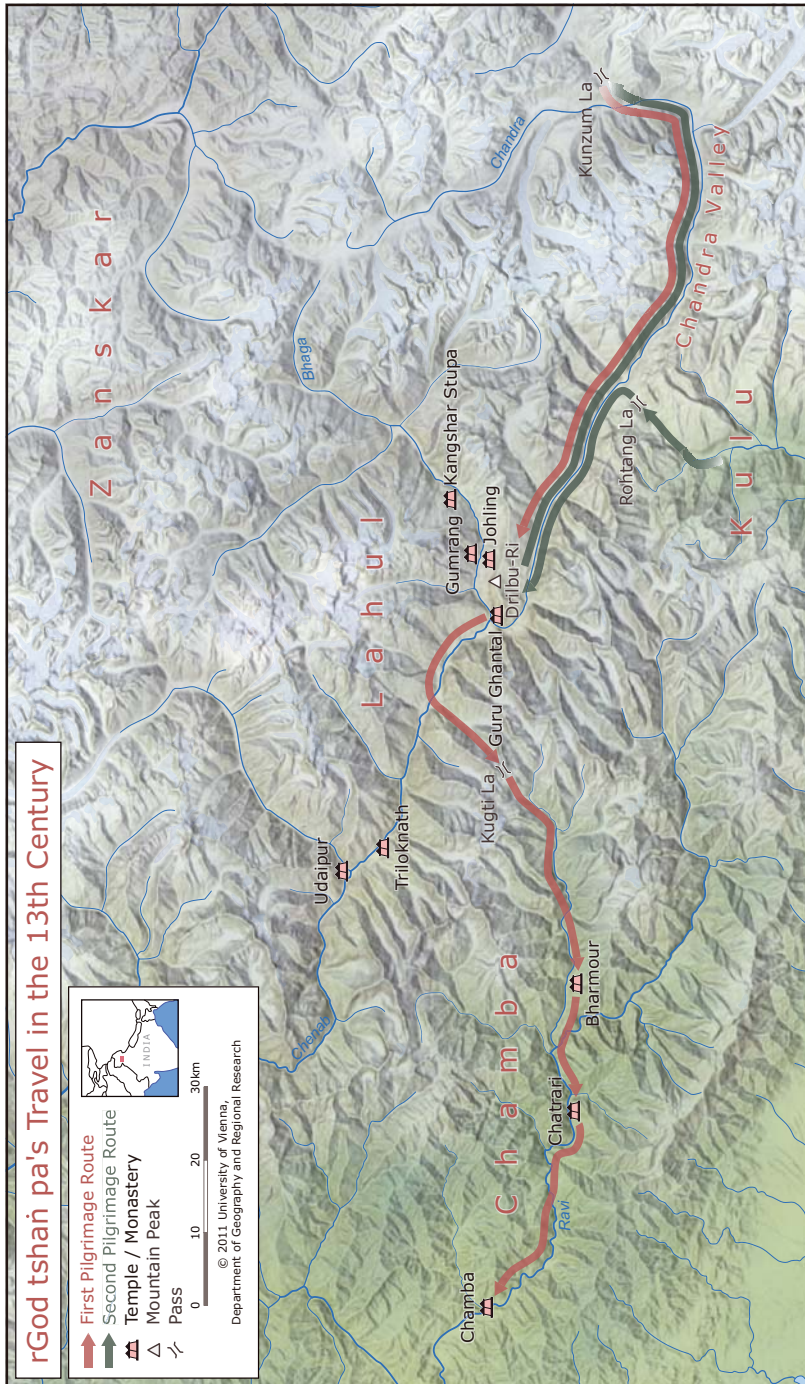 rGod tshaṅ pa's Travel in the 13th Century
First Pilgrimage Route
Second Pilgrimage Route
Temple / Monastery
Mountain Peak
Pass
0 10 20 30km
© 2011 University of Vienna,
Department of Geography and Regional Research
INDIA
Zanskar
Lahul
Chamba
Kulu
Chandra Valley
Chandra
Bhaga
Chenab
Ravi
Kunzum La
Rohtang La
Kangshar Stupa
Gumrang
Johling
Drilbu-Ri
Guru Ghantal
Kugti La
Udaipur
Triloknath
Bharmour
Chatrari
Chamba